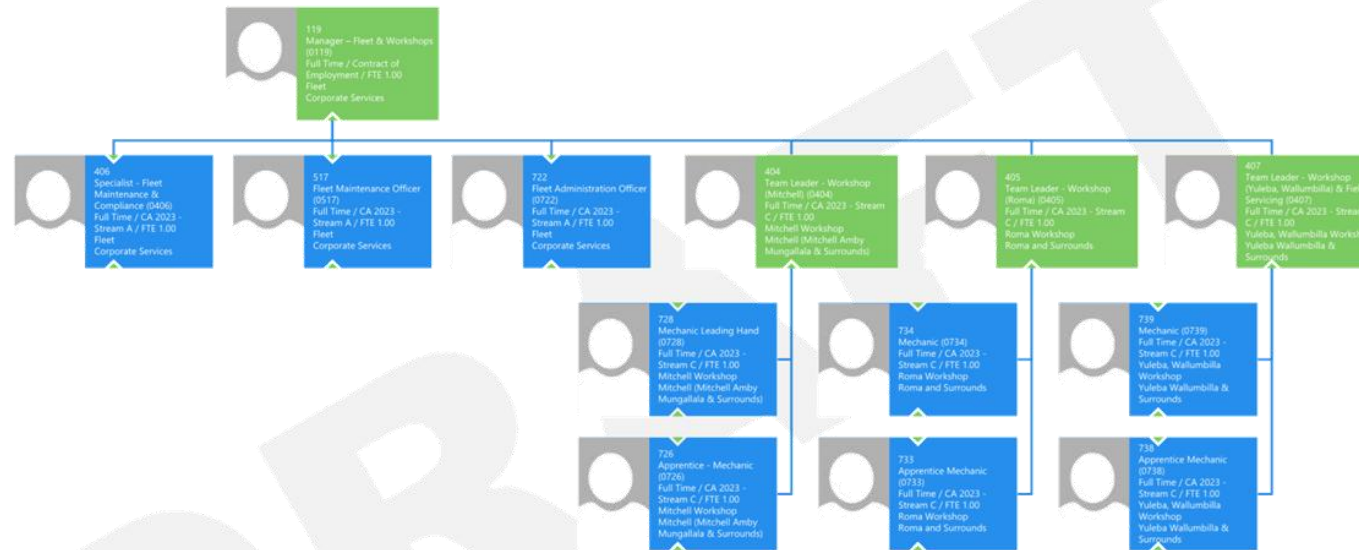 119
Manager – Fleet & Workshops
(0119)
Full Time / Contract of
Employment / FTE 1.00
Fleet
Corporate Services
406
Specialist - Fleet
Maintenance &
Compliance (0406)
Full Time / CA 2023 -
Stream A / FTE 1.00
Fleet
Corporate Services
517
Fleet Maintenance Officer
(0517)
Full Time / CA 2023 -
Stream A / FTE 1.00
Fleet
Corporate Services
722
Fleet Administration Officer
(0722)
Full Time / CA 2023 -
Stream A / FTE 1.00
Fleet
Corporate Services
404
Team Leader - Workshop
(Mitchell) (0404)
Full Time / CA 2023 - Stream
C / FTE 1.00
Mitchell Workshop
Mitchell (Mitchell Amby
Mungallala & Surrounds)
405
Team Leader - Workshop
(Roma) (0405)
Full Time / CA 2023 - Stream
C / FTE 1.00
Roma Workshop
Roma and Surrounds
407
Team Leader - Workshop
(Yuleba, Wallumbilla) &
Servicing (0407)
Full Time / CA 2023 -
C / FTE 1.00
Yuleba, Wallumbilla
Yuleba Wallumbilla &
Surrounds
728
Mechanic Leading Hand
(0728)
Full Time / CA 2023 -
Stream C / FTE 1.00
Mitchell Workshop
Mitchell (Mitchell Amby
Mungallala & Surrounds)
734
Mechanic (0734)
Full Time / CA 2023 -
Stream C / FTE 1.00
Roma Workshop
Roma and Surrounds
739
Mechanic (0739)
Full Time / CA 2023 -
Stream C / FTE 1.00
Yuleba, Wallumbilla
Workshop
Yuleba Wallumbilla &
Surrounds
726
Apprentice - Mechanic
(0726)
Full Time / CA 2023 -
Stream C / FTE 1.00
Mitchell Workshop
Mitchell (Mitchell Amby
Mungallala & Surrounds)
733
Apprentice Mechanic
(0733)
Full Time / CA 2023 -
Stream C / FTE 1.00
Roma Workshop
Roma and Surrounds
738
Apprentice Mechanic
(0738)
Full Time / CA 2023 -
Stream C / FTE 1.00
Yuleba, Wallumbilla
Workshop
Yuleba Wallumbilla &
Surrounds